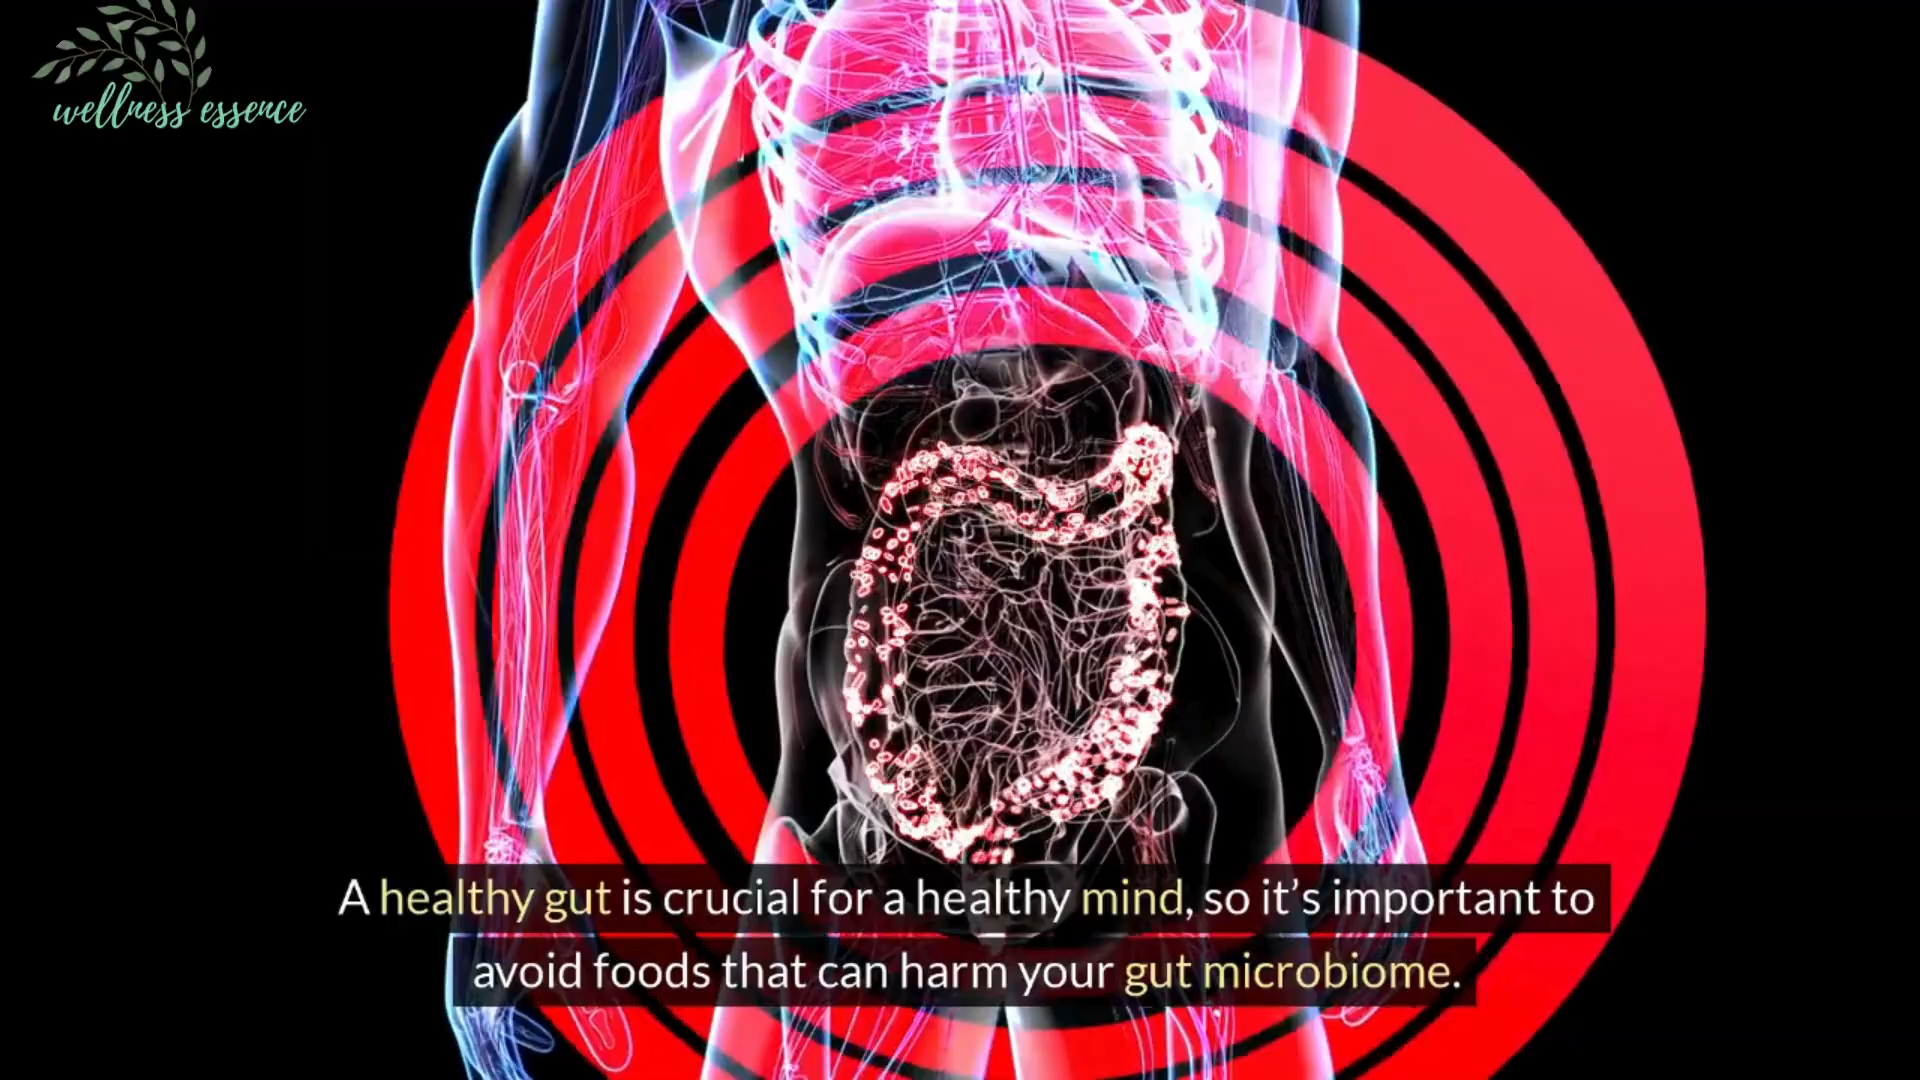 wellness essence
A healthy gut is crucial for a healthy mind, so it’s important to
avoid foods that can harm your gut microbiome.